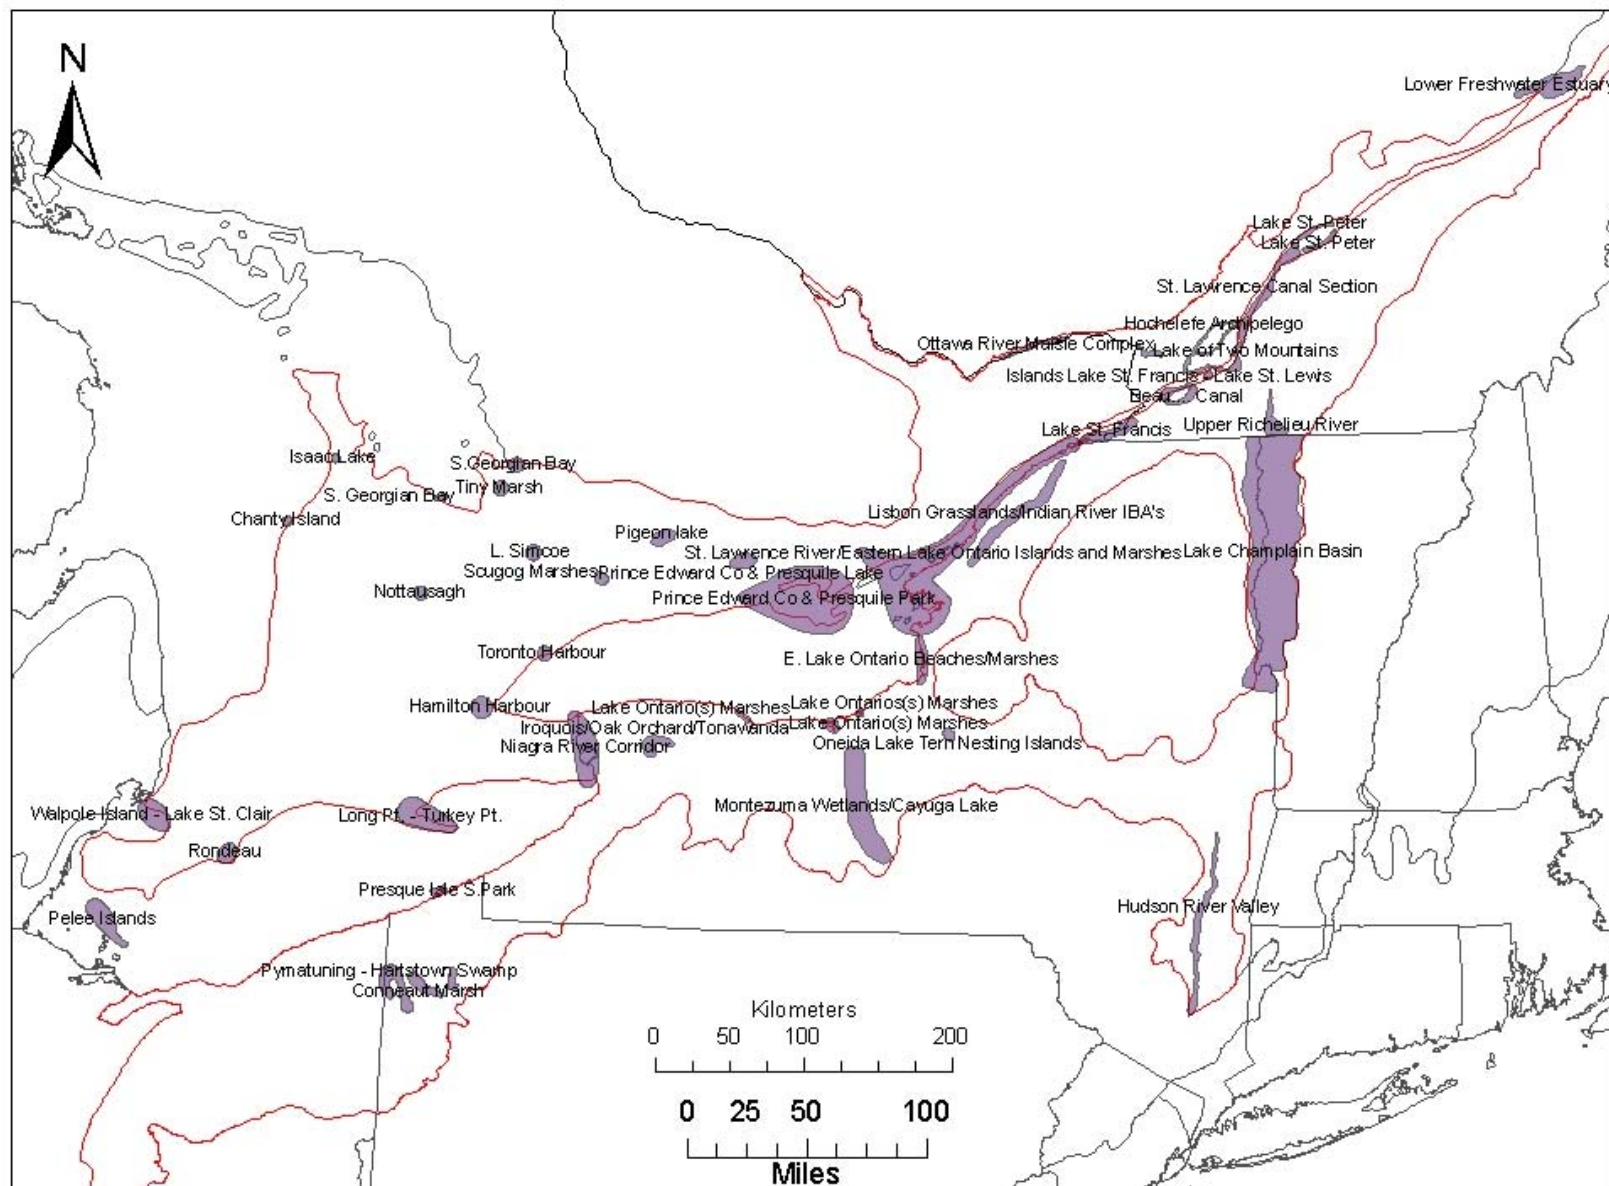 N
Lower Freshwater Estuary
Lake St. Peter
Lake St. Peter
St. Lawrence Canal Section
Hochelefe Archipelego
Ottawa River Maisie Complex
Lake of Two Mountains
Islands Lake St. Francis - Lake St. Lewis
Beau... Canal
Upper Richelieu River
Lake St. Francis
Isaac Lake
S.Georgian Bay
Tiny Marsh
S. Georgian Bay
Chanty Island
Lisbon Grasslands/Indian River IBA's
Pigeon lake
L. Simcoe
St. Lawrence River/Eastern Lake Ontario Islands and Marshes
Lake Champlain Basin
Scugog Marshes
Prince Edward Co & Presquile Lake
Nottausagh
Prince Edward Co & Presquile Park
Toronto Harbour
E. Lake Ontario Beaches/Marshes
Hamilton Harbour
Lake Ontario(s) Marshes
Lake Ontarios(s) Marshes
Iroquois/Oak Orchard/Tonawanda
Lake Ontario(s) Marshes
Niagra River Corridor
Oneida Lake Tern Nesting Islands
Walpole Island - Lake St. Clair
Long Pt. - Turkey Pt.
Montezuma Wetlands/Cayuga Lake
Rondeau
Presque Isle S.Park
Pelee Islands
Hudson River Valley
Pymatuning - Hartstown Swamp
Conneaut Marsh
Kilometers
0 50 100 200
0 25 50 100
Miles